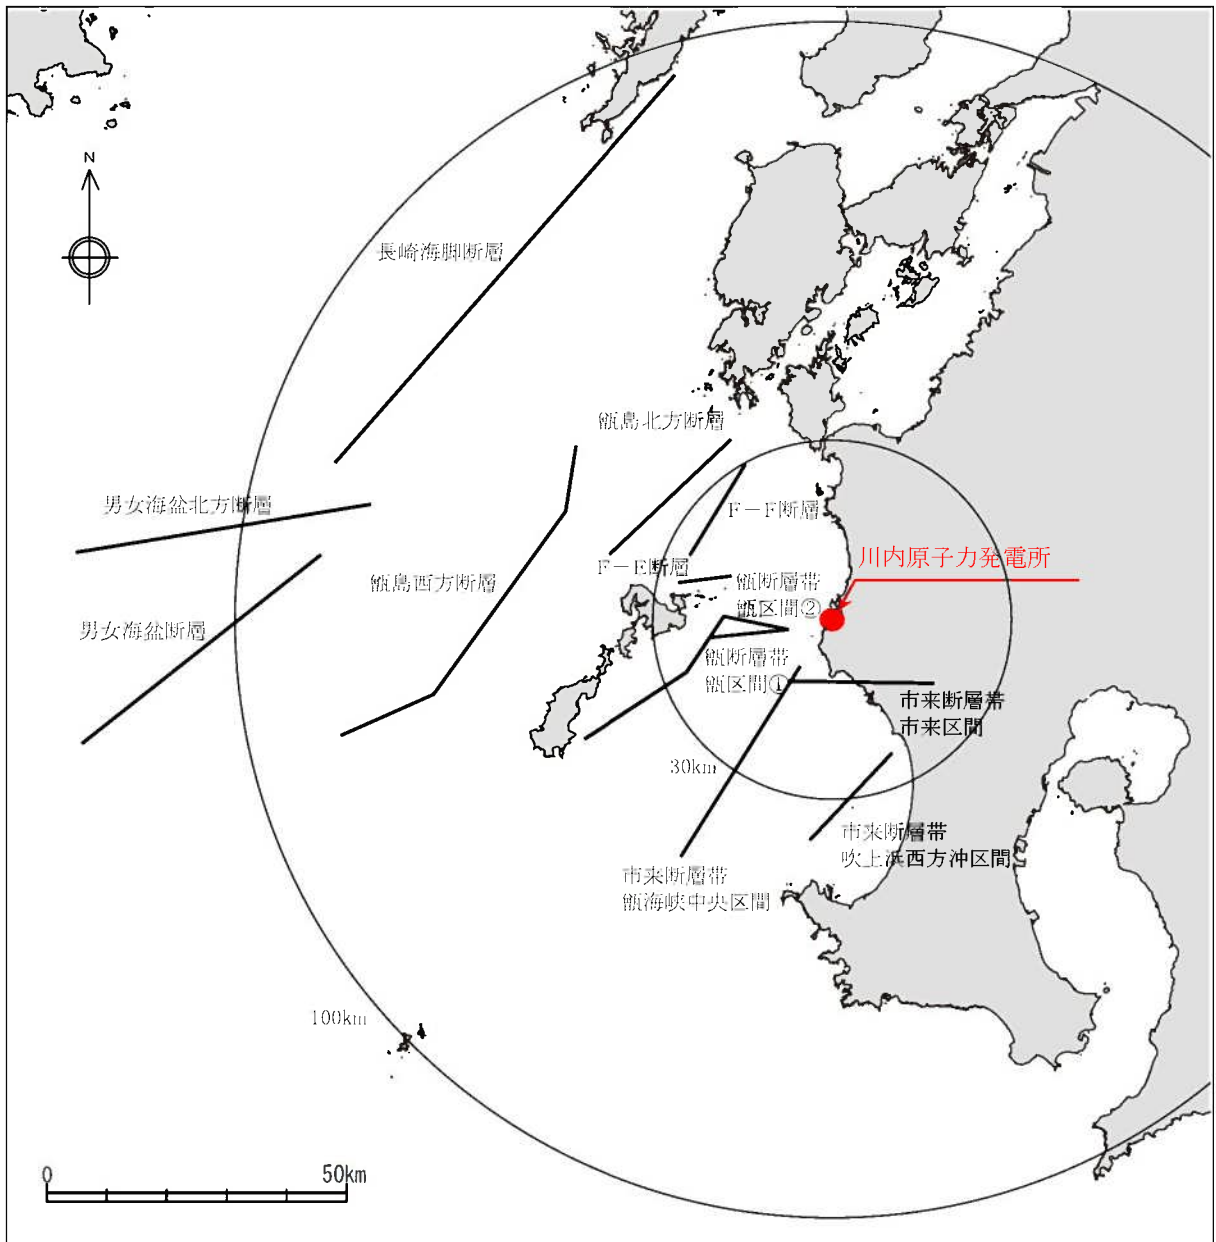 N
長崎海脚断層
甑島北方断層
男女海盆北方断層
F－F断層
川内原子力発電所
F－E断層
甑島西方断層
甑断層帯
甑区間②
男女海盆断層
甑断層帯
甑区間①
市来断層帯
市来区間
30km
市来断層帯
吹上浜西方沖区間
市来断層帯
甑海峡中央区間
100km
0
50km